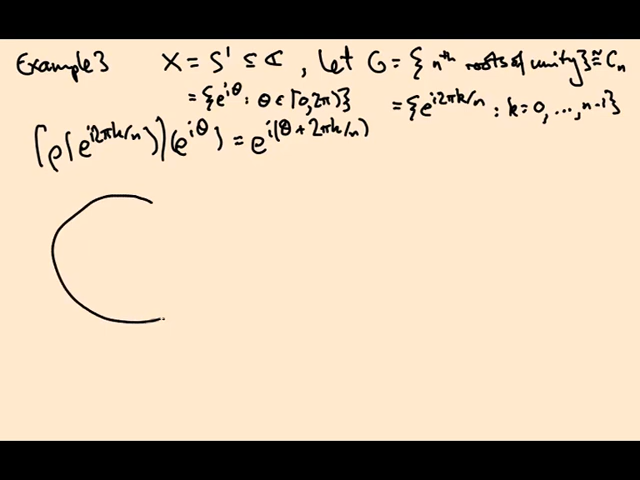 Example 3 X = S¹ ⊆ ℂ , Let G = { nᵗʰ roots of unity} ≅ Cₙ
= {e^{iθ} : θ ∈ [0,2π)} = {e^{i2πk/n} : k=0, ..., n-1}
[ρ(e^{i2πk/n})](e^{iθ}) = e^{i(θ + 2πk/n)}